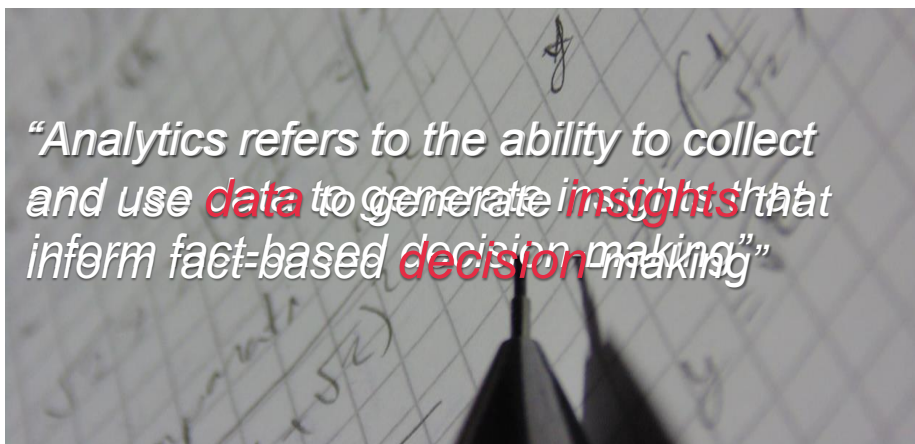 “Analytics refers to the ability to collect
and use data to generate insights that
inform fact-based decision-making”